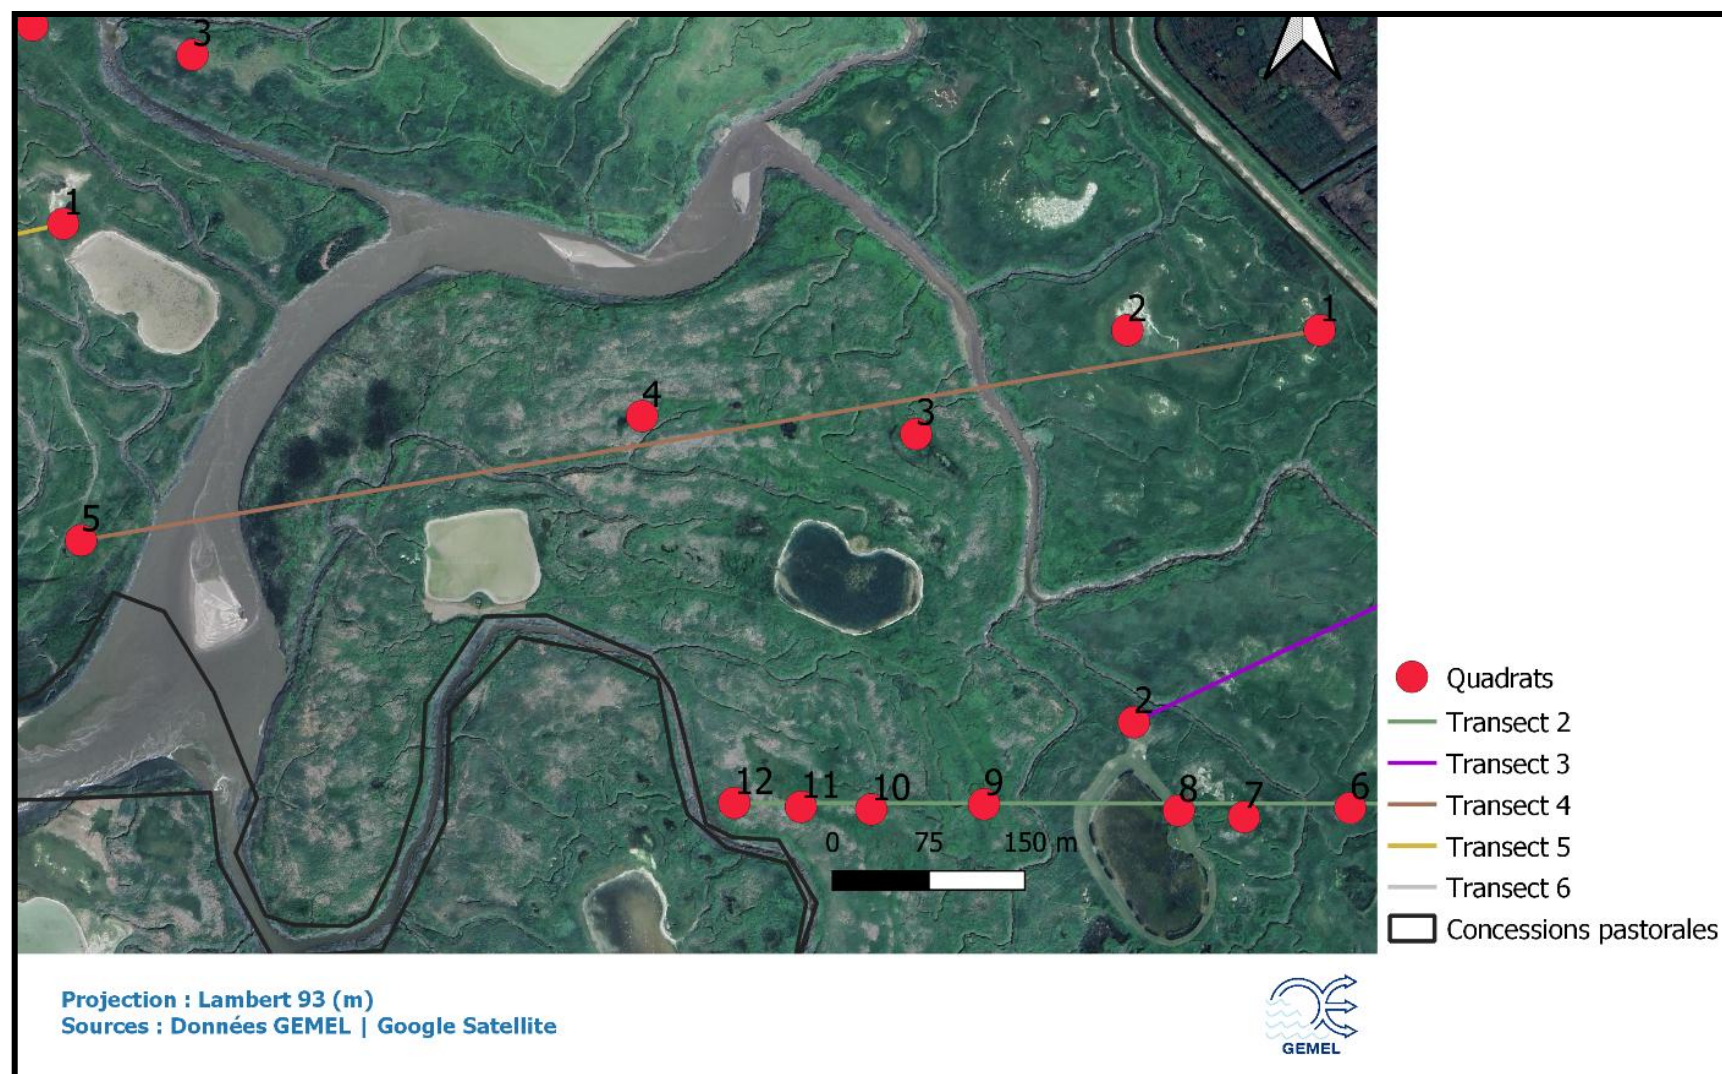 3
1
2
1
4
3
5
2
12
11
10
9
8
7
6
0 75 150 m
Quadrats
Transect 2
Transect 3
Transect 4
Transect 5
Transect 6
Concessions pastorales
Projection : Lambert 93 (m)
Sources : Données GEMEL | Google Satellite
GEMEL